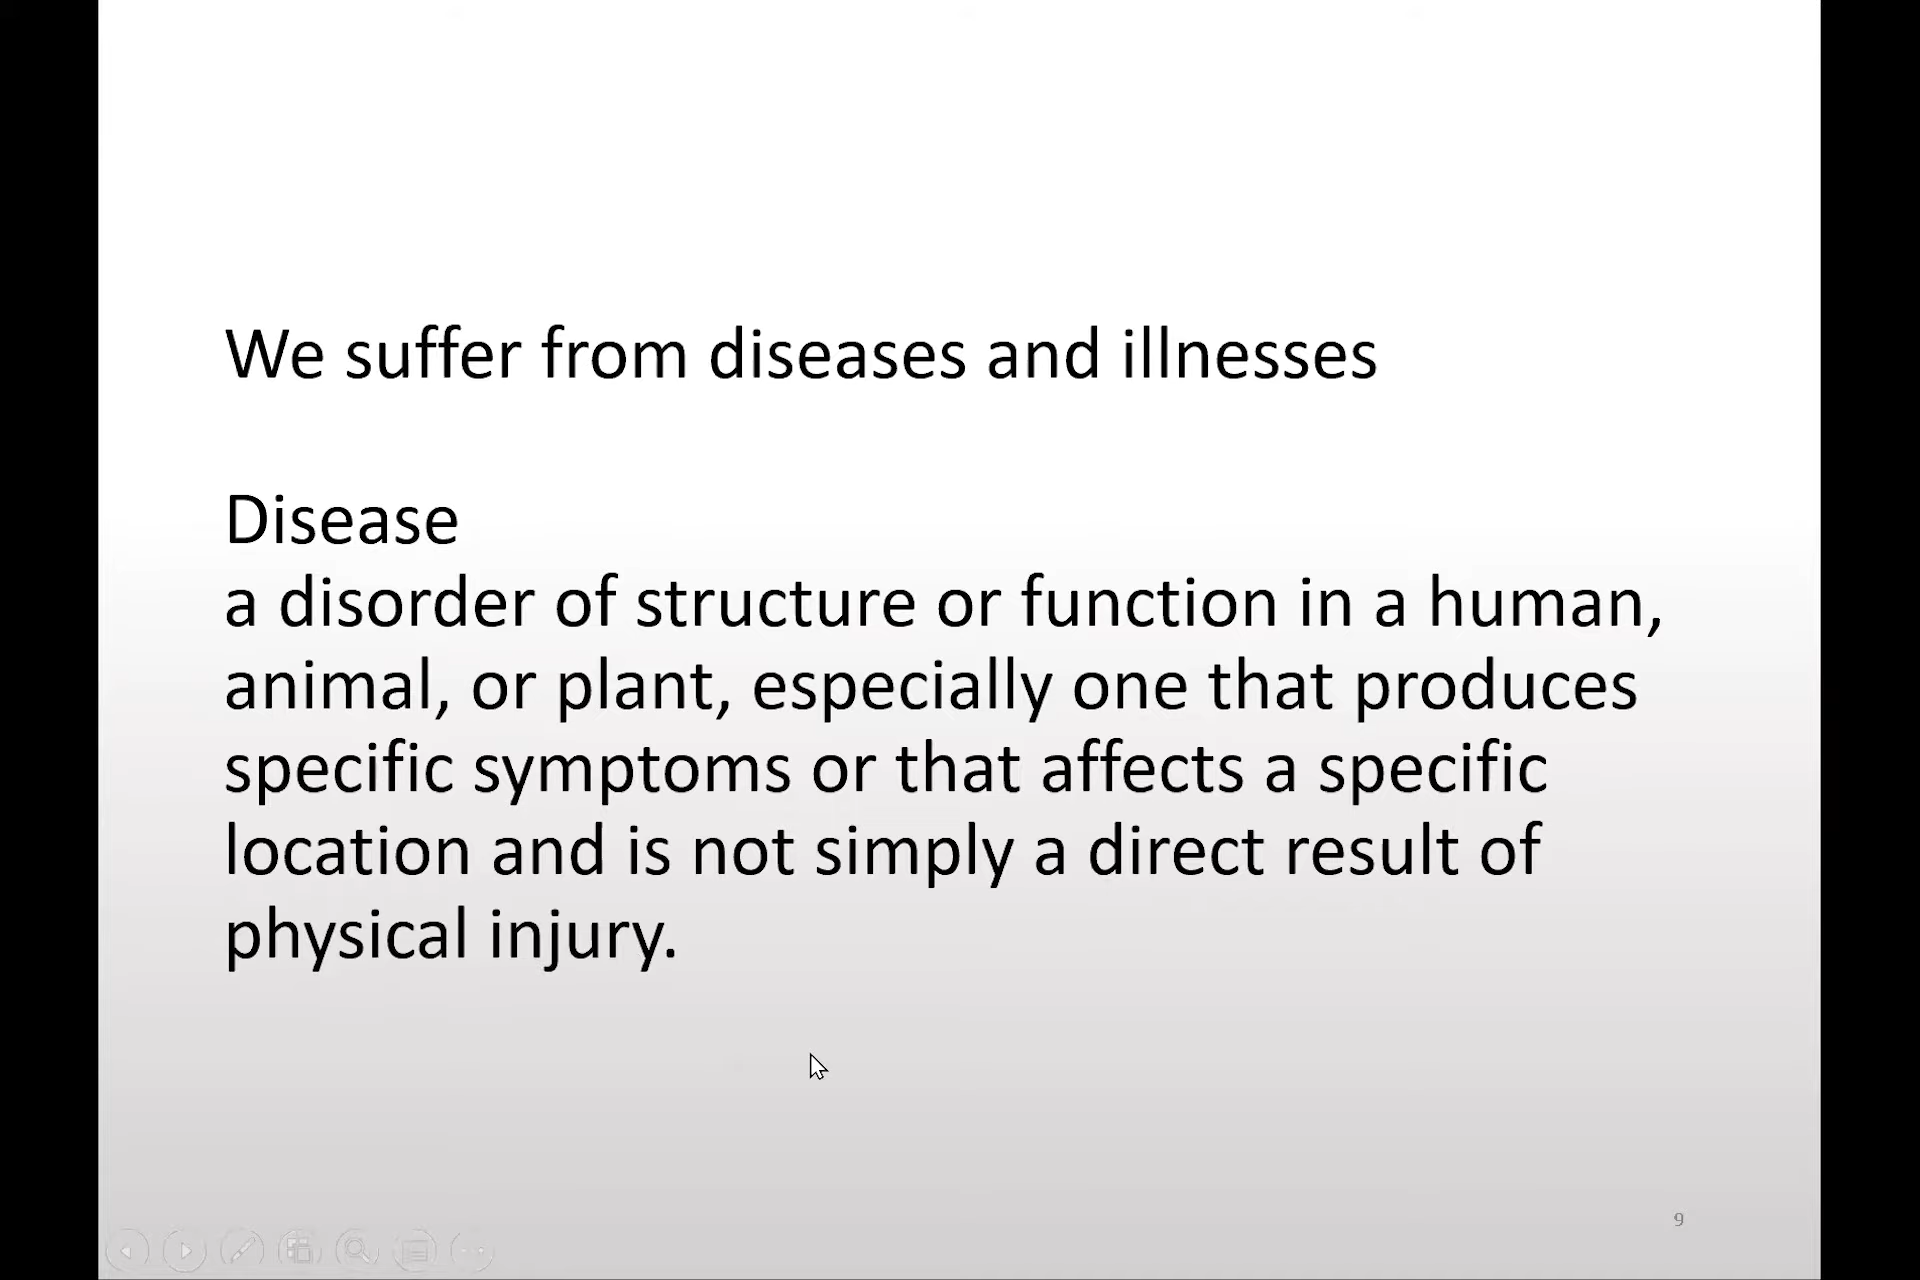 We suffer from diseases and illnesses
Disease
a disorder of structure or function in a human,
animal, or plant, especially one that produces
specific symptoms or that affects a specific
location and is not simply a direct result of
physical injury.
9